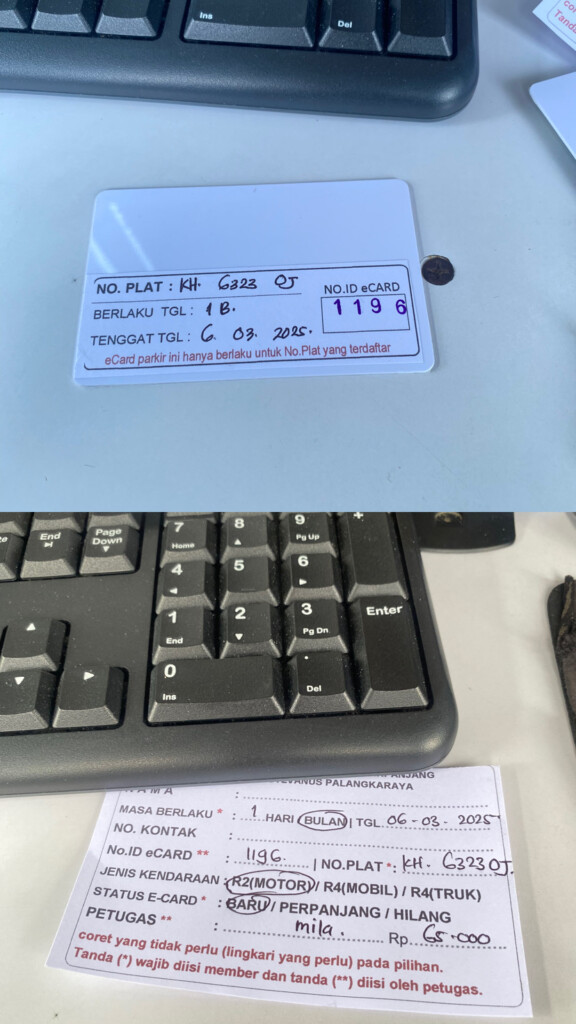 Ins
Del
NO. PLAT : KH. 6323 OJ
BERLAKU TGL : 1 B.
TENGGAT TGL : 6. 03. 2025.
NO.ID eCARD
1196
eCard parkir ini hanya berlaku untuk No.Plat yang terdaftar
7 Home
8
9 Pg Up
+
End
Page Down
4
5
6
1 End
2
3 Pg Dn
Enter
0 Ins
. Del
PALANGKARAYA
NAMA :
MASA BERLAKU * : 1 HARI / BULAN | TGL 06-03-2025
NO. KONTAK :
No.ID eCARD ** : 1196. | NO.PLAT * : KH. 6323 OJ.
JENIS KENDARAAN : R2(MOTOR) / R4(MOBIL) / R4(TRUK)
STATUS E-CARD * : BARU / PERPANJANG / HILANG
PETUGAS ** : mila. Rp. 65.000
coret yang tidak perlu (lingkari yang perlu) pada pilihan.
Tanda (*) wajib diisi member dan tanda (**) diisi oleh petugas.